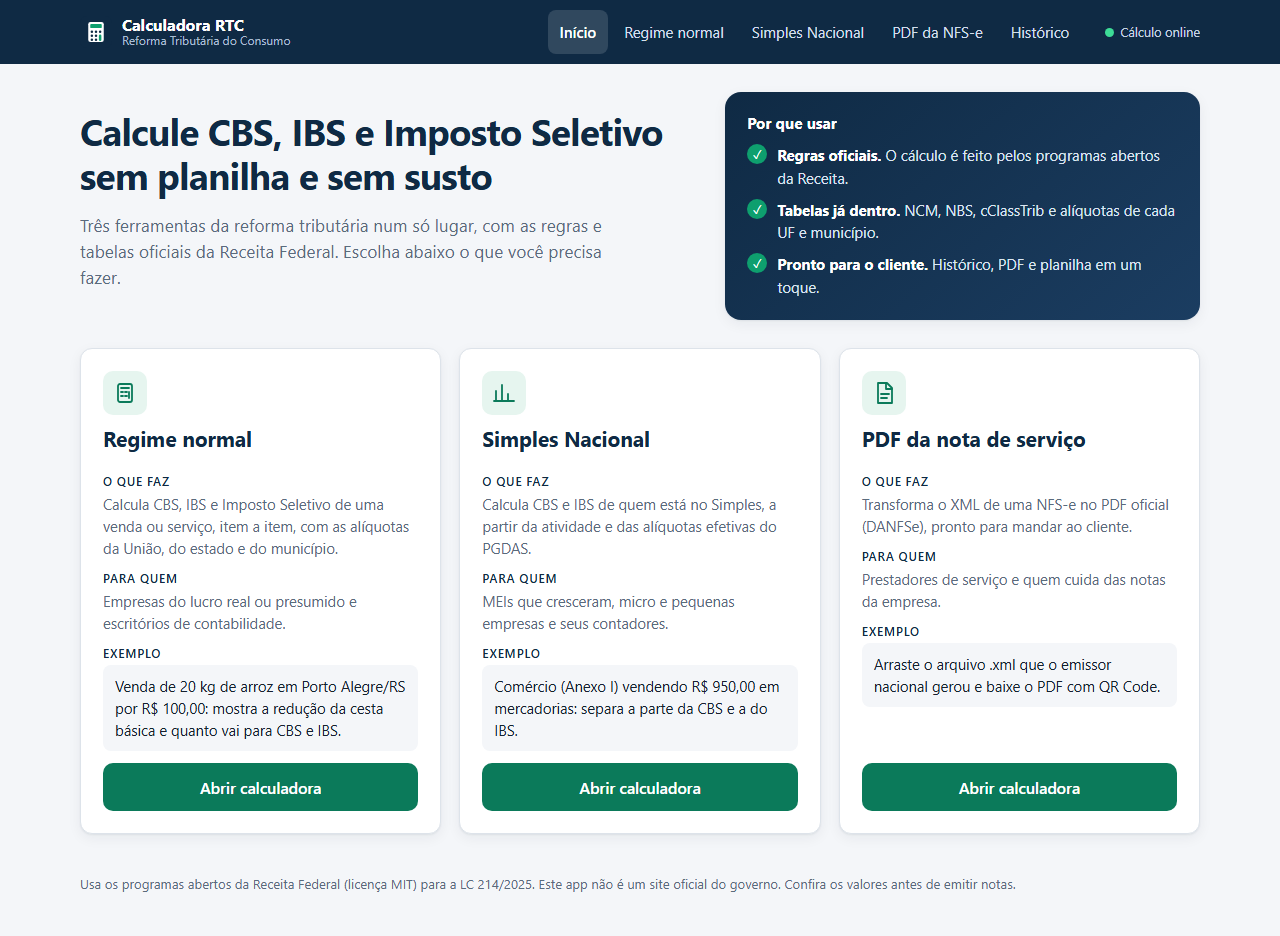 Calculadora RTC
Reforma Tributária do Consumo
Início
Regime normal
Simples Nacional
PDF da NFS-e
Histórico
Cálculo online
Calcule CBS, IBS e Imposto Seletivo
sem planilha e sem susto
Três ferramentas da reforma tributária num só lugar, com as regras e
tabelas oficiais da Receita Federal. Escolha abaixo o que você precisa
fazer.
Por que usar
Regras oficiais. O cálculo é feito pelos programas abertos
da Receita.
Tabelas já dentro. NCM, NBS, cClassTrib e alíquotas de cada
UF e município.
Pronto para o cliente. Histórico, PDF e planilha em um
toque.
Regime normal
O QUE FAZ
Calcula CBS, IBS e Imposto Seletivo de uma
venda ou serviço, item a item, com as alíquotas
da União, do estado e do município.
PARA QUEM
Empresas do lucro real ou presumido e
escritórios de contabilidade.
EXEMPLO
Venda de 20 kg de arroz em Porto Alegre/RS
por R$ 100,00: mostra a redução da cesta
básica e quanto vai para CBS e IBS.
Abrir calculadora
Simples Nacional
O QUE FAZ
Calcula CBS e IBS de quem está no Simples, a
partir da atividade e das alíquotas efetivas do
PGDAS.
PARA QUEM
MEIs que cresceram, micro e pequenas
empresas e seus contadores.
EXEMPLO
Comércio (Anexo I) vendendo R$ 950,00 em
mercadorias: separa a parte da CBS e a do
IBS.
Abrir calculadora
PDF da nota de serviço
O QUE FAZ
Transforma o XML de uma NFS-e no PDF oficial
(DANFSe), pronto para mandar ao cliente.
PARA QUEM
Prestadores de serviço e quem cuida das notas
da empresa.
EXEMPLO
Arraste o arquivo .xml que o emissor
nacional gerou e baixe o PDF com QR Code.
Abrir calculadora
Usa os programas abertos da Receita Federal (licença MIT) para a LC 214/2025. Este app não é um site oficial do governo. Confira os valores antes de emitir notas.